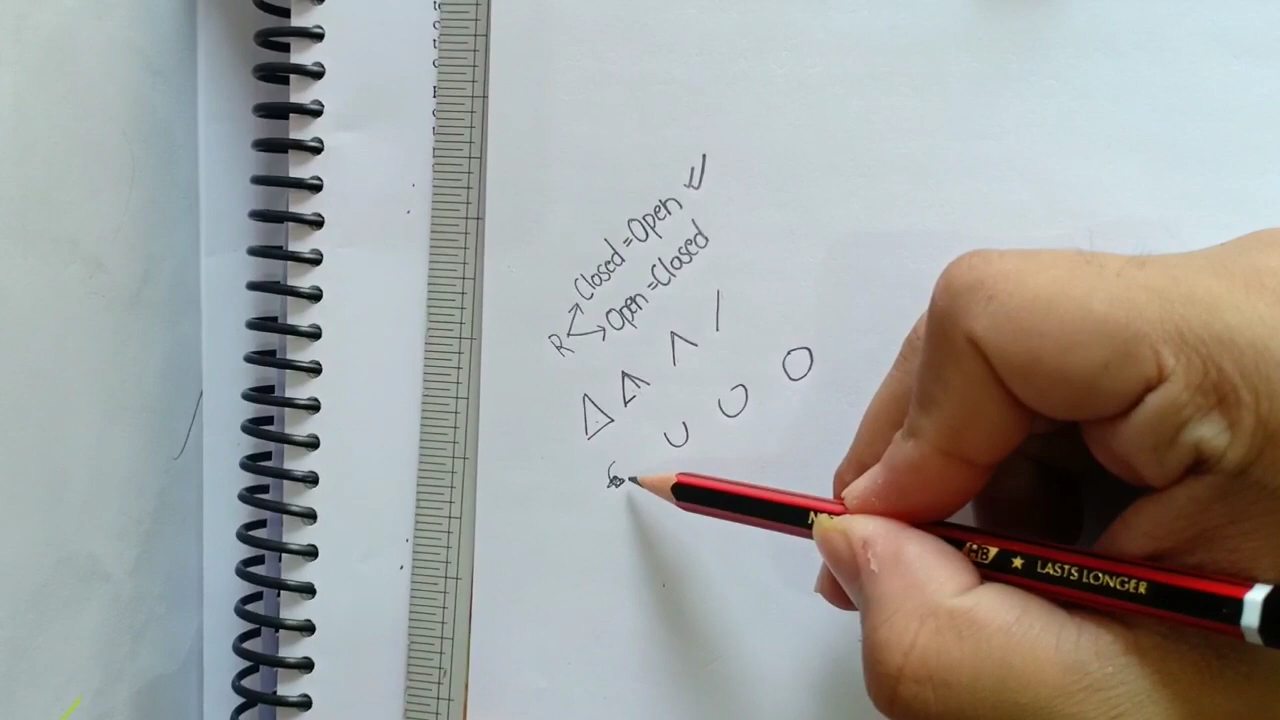 R → Closed = Open
→ Open = Closed
HB ★ LASTS LONGER